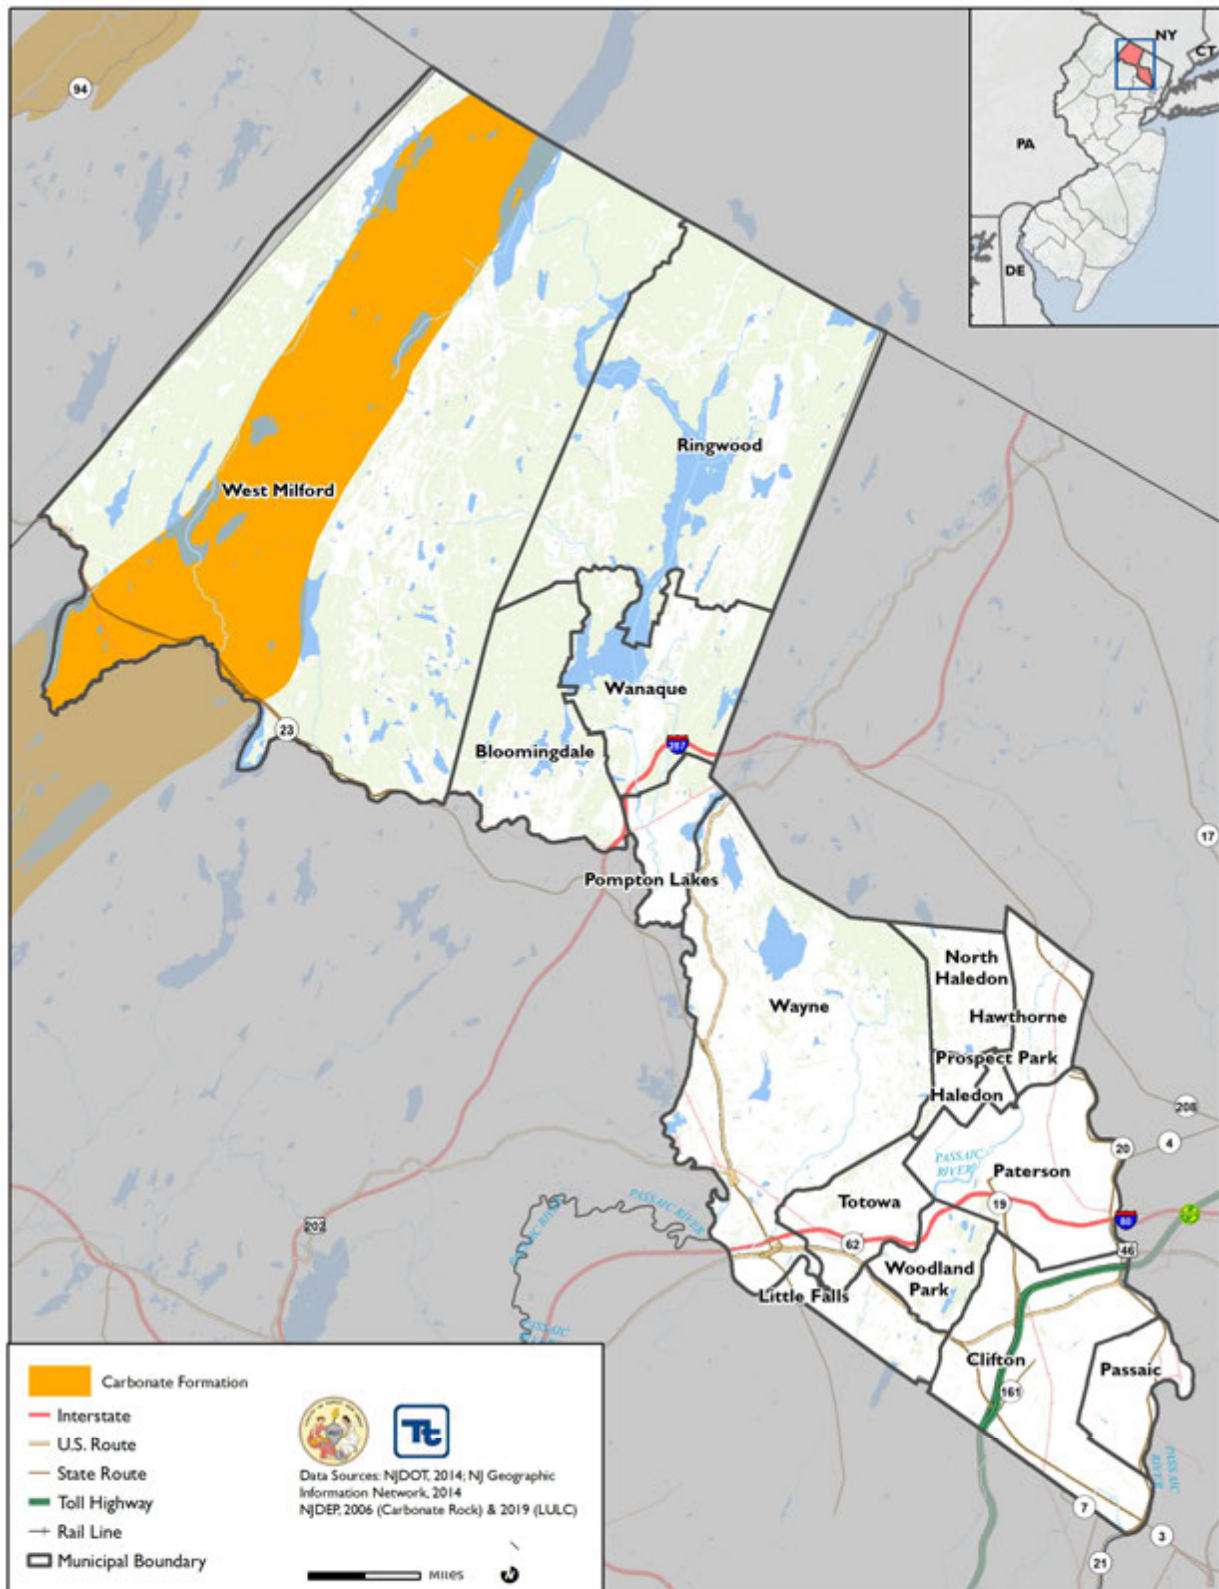 94
NY
CT
PA
DE
Ringwood
West Milford
Wanaque
23
287
Bloomingdale
17
Pompton Lakes
North
Haledon
Wayne
Hawthorne
Prospect Park
Haledon
208
20
4
PASSAIC
RIVER
Paterson
PASSAIC RIVER
PASSAIC RIVER
Totowa
19
202
80
62
46
Woodland
Park
Little Falls
PASSAIC
Clifton
Passaic
161
PASSAIC
RIVER
7
3
21
Carbonate Formation
Interstate
U.S. Route
State Route
Toll Highway
Rail Line
Municipal Boundary
Tt
Data Sources: NJDOT, 2014; NJ Geographic
Information Network, 2014
NJDEP, 2006 (Carbonate Rock) & 2019 (LULC)
Miles
N